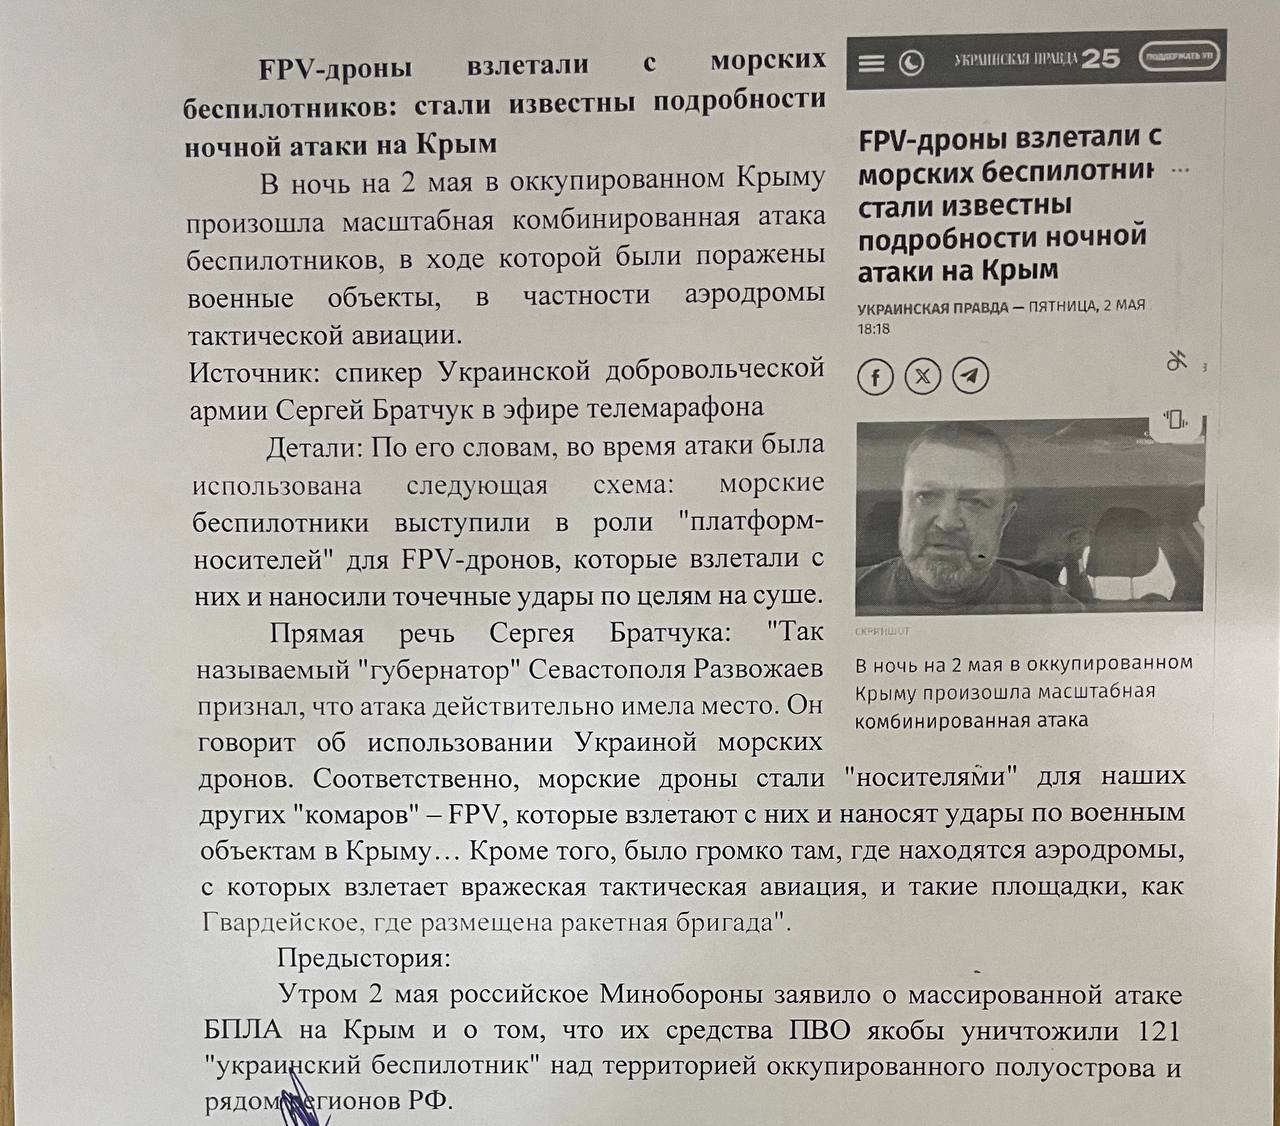 FPV-дроны взлетали с морских
беспилотников: стали известны подробности
ночной атаки на Крым
В ночь на 2 мая в оккупированном Крыму
произошла масштабная комбинированная атака
беспилотников, в ходе которой были поражены
военные объекты, в частности аэродромы
тактической авиации.
Источник: спикер Украинской добровольческой
армии Сергей Братчук в эфире телемарафона
Детали: По его словам, во время атаки была
использована следующая схема: морские
беспилотники выступили в роли "платформ-
носителей" для FPV-дронов, которые взлетали с
них и наносили точечные удары по целям на суше.
Прямая речь Сергея Братчука: "Так
называемый "губернатор" Севастополя Развожаев
признал, что атака действительно имела место. Он
говорит об использовании Украиной морских
дронов. Соответственно, морские дроны стали "носителями" для наших
других "комаров" – FPV, которые взлетают с них и наносят удары по военным
объектам в Крыму… Кроме того, было громко там, где находятся аэродромы,
с которых взлетает вражеская тактическая авиация, и такие площадки, как
Гвардейское, где размещена ракетная бригада".
Предыстория:
Утром 2 мая российское Минобороны заявило о массированной атаке
БПЛА на Крым и о том, что их средства ПВО якобы уничтожили 121
"украинский беспилотник" над территорией оккупированного полуострова и
рядом регионов РФ.
УКРАИНСКАЯ ПРАВДА 25
ПОДДЕРЖАТЬ УП
FPV-дроны взлетали с
морских беспилотник ...
стали известны
подробности ночной
атаки на Крым
УКРАИНСКАЯ ПРАВДА — ПЯТНИЦА, 2 МАЯ
18:18
СКРИНШОТ
В ночь на 2 мая в оккупированном
Крыму произошла масштабная
комбинированная атака